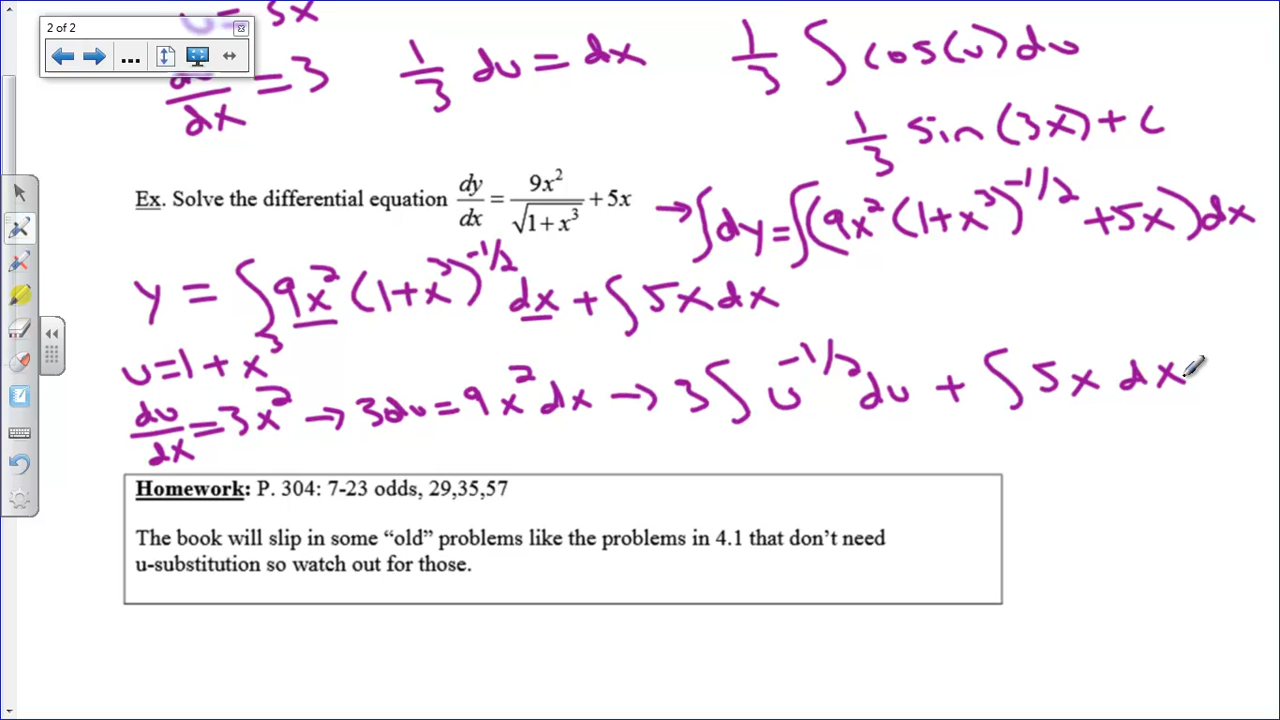 2 of 2
...
u = 3x
du/dx = 3    1/3 du = dx    1/3 ∫ cos(u) du
1/3 sin(3x) + C
Ex. Solve the differential equation dy/dx = 9x²/√(1+x³) + 5x → ∫dy = ∫(9x²(1+x³)^(-1/2) + 5x)dx
y = ∫ 9x² (1+x³)^(-1/2) dx + ∫ 5x dx
u = 1 + x³
du/dx = 3x² → 3du = 9x² dx → 3 ∫ u^(-1/2) du + ∫ 5x dx
Homework: P. 304: 7-23 odds, 29,35,57
The book will slip in some “old” problems like the problems in 4.1 that don’t need
u-substitution so watch out for those.